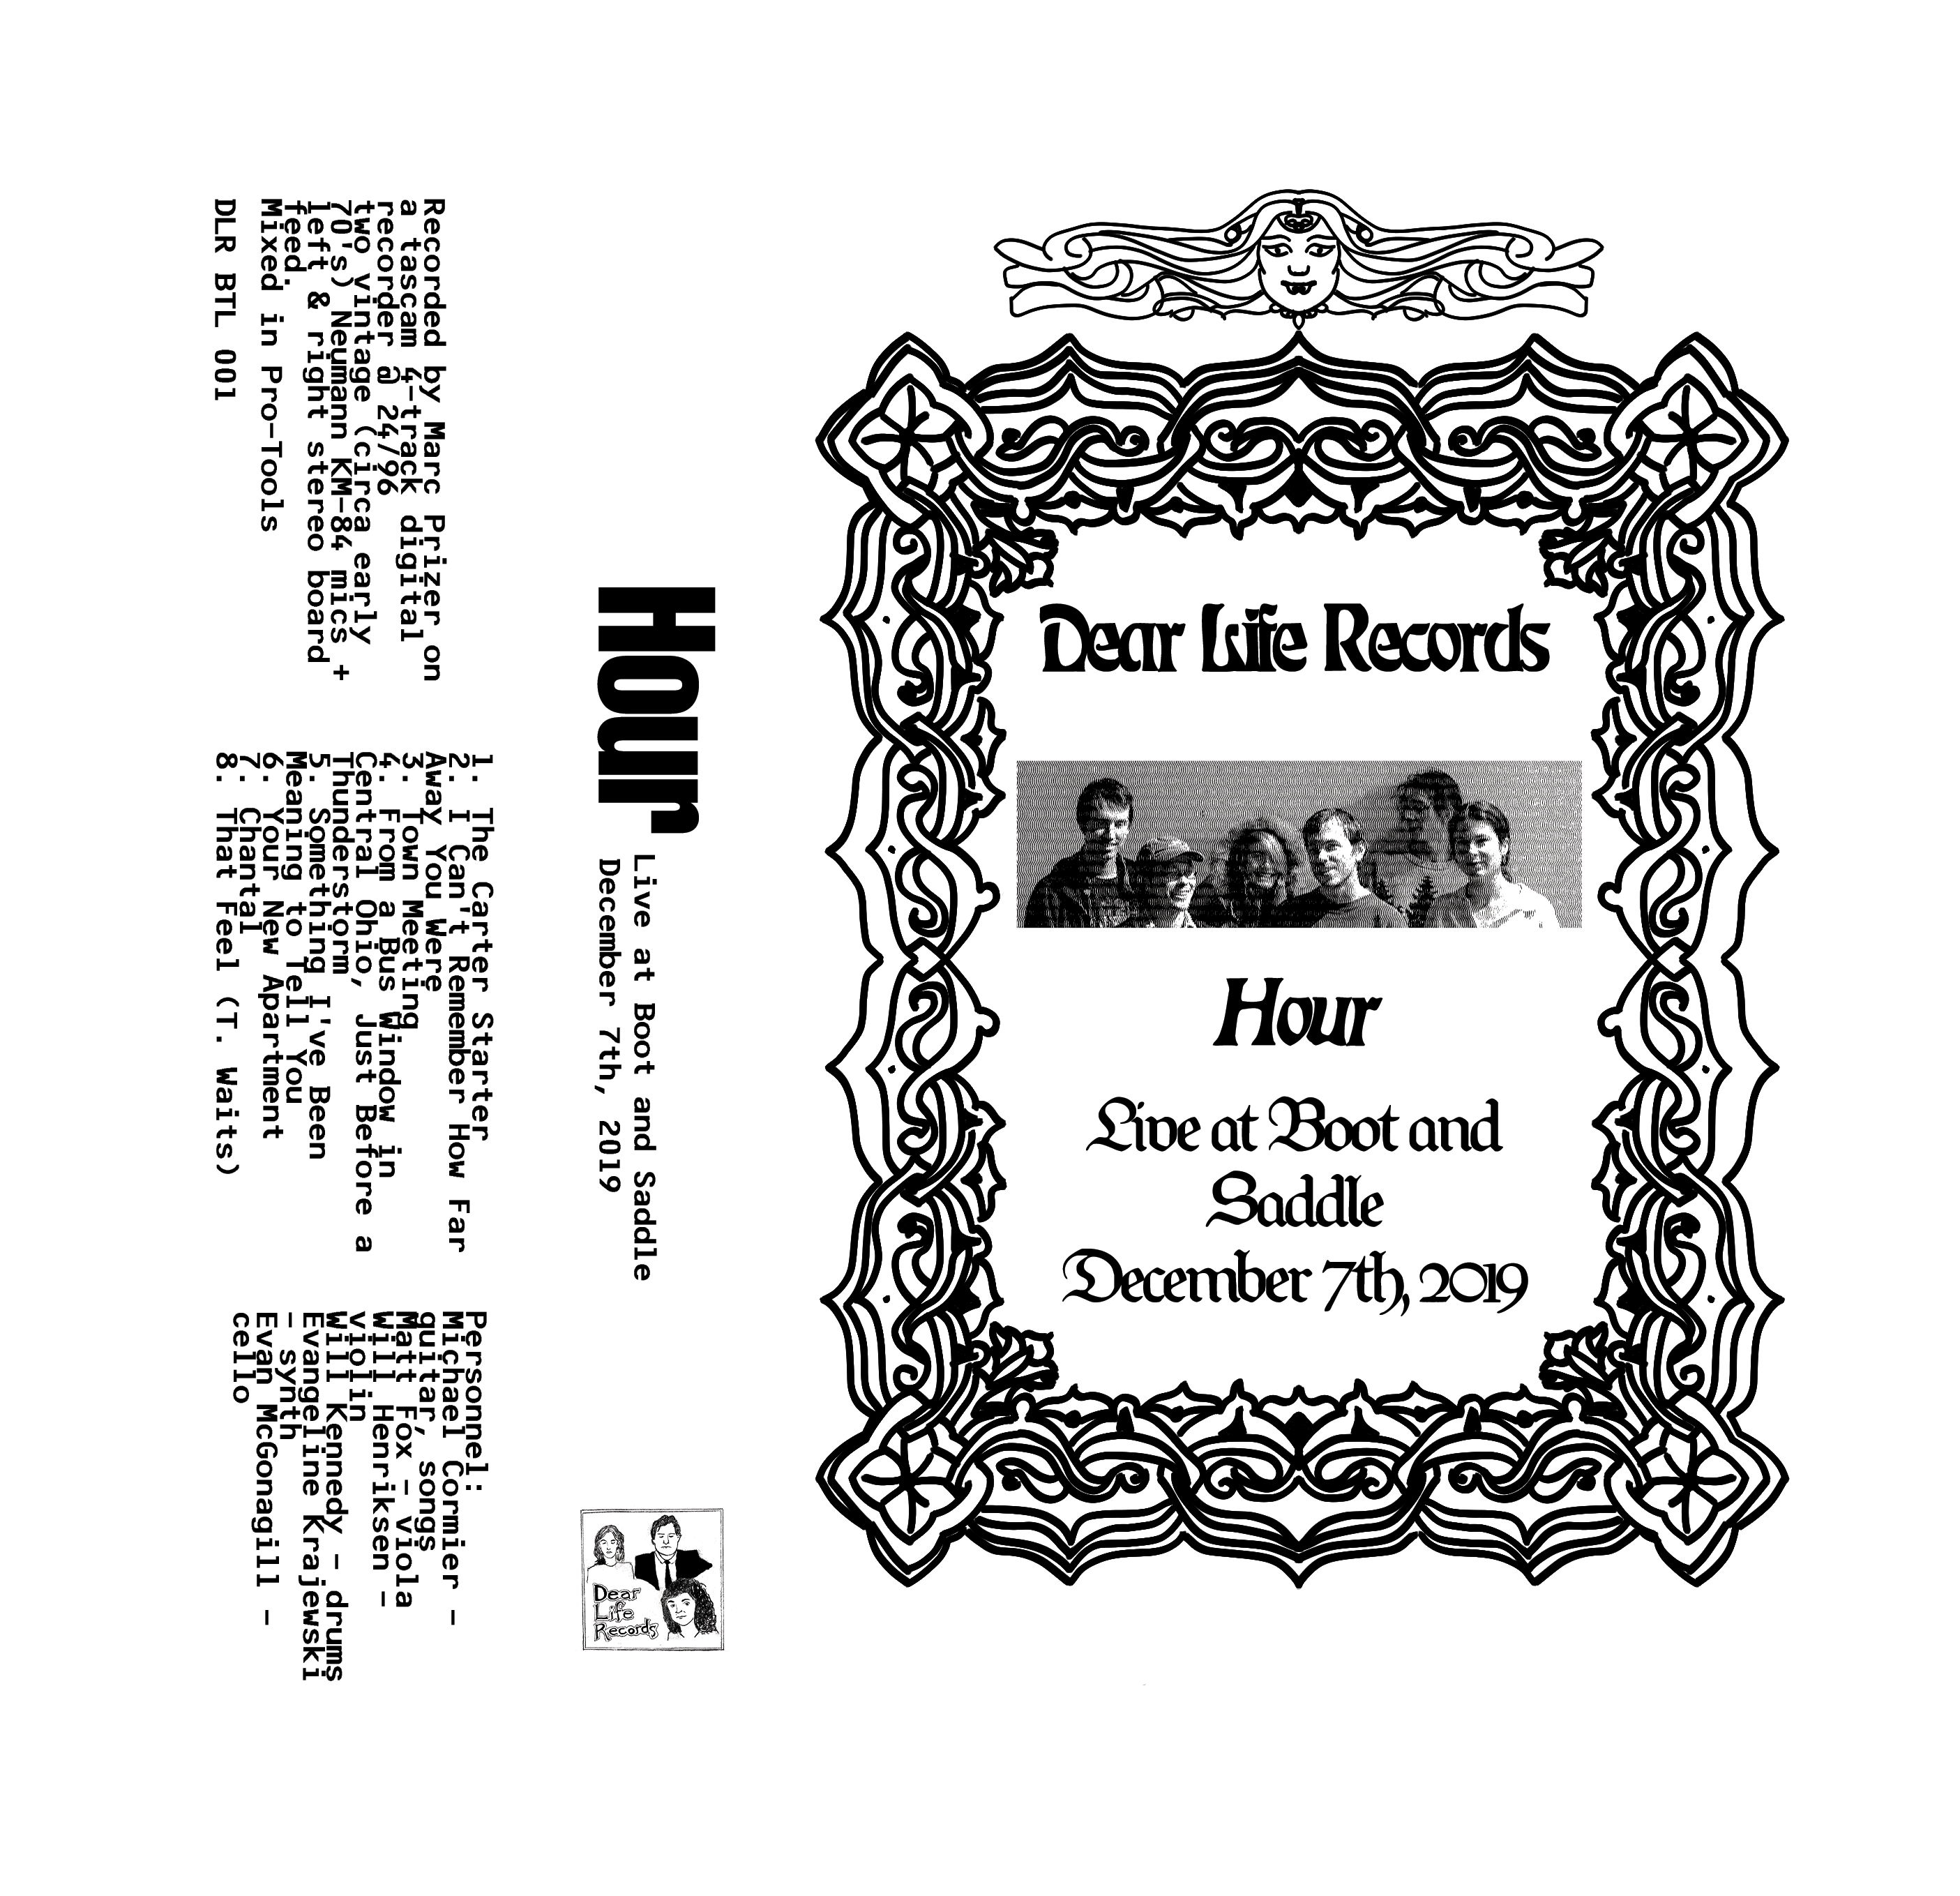 Recorded by Marc Prizer on
a tascam 4-track digital
recorder @ 24/96
two vintage (circa early
70's) Neumann KM-84 mics +
left & right stereo board
feed.
Mixed in Pro-Tools
DLR BTL 001
1. The Carter Starter
2. I Can't Remember How Far
Away You Were
3. Town Meeting
4. From a Bus Window in
Central Ohio, Just Before a
Thunderstorm
5. Something I've Been
Meaning to Tell You
6. Your New Apartment
7. Chantal
8. That Feel (T. Waits)
Personnel:
Michael Cormier -
guitar, songs
Matt Fox - viola
Will Henriksen -
violin
Will Kennedy - drums
Evangeline Krajewski
- synth
Evan McGonagill -
cello
Hour
Live at Boot and Saddle
December 7th, 2019
Dear
Life
Records
Dear Life Records
Hour
Live at Boot and
Saddle
December 7th, 2019